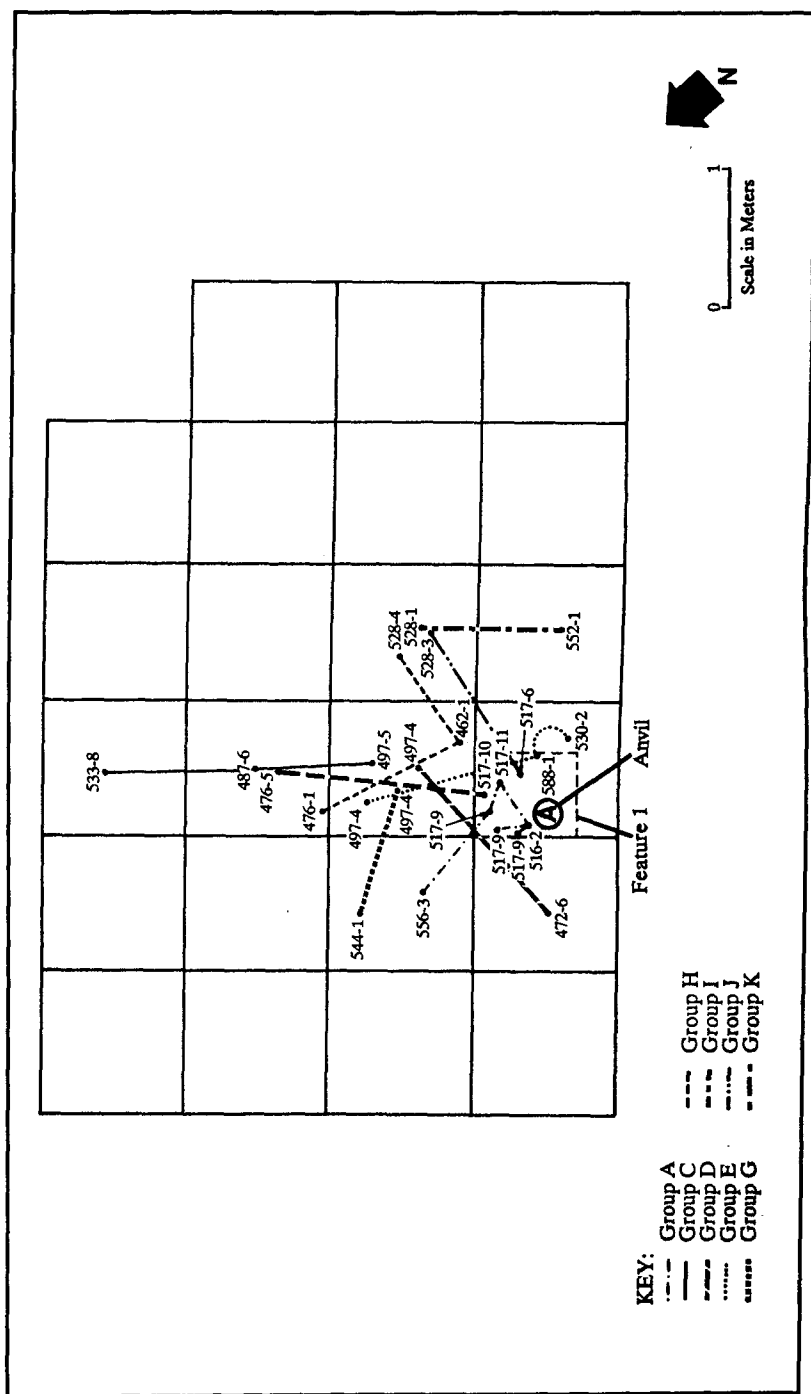 N
0 1
Scale in Meters
533-8
487-6
476-5
476-1
497-5
497-4
497-4
497-4
528-4
528-1
528-3
462-1
544-1
556-3
517-10
517-11
517-9
517-6
517-9
517-9
516-2
588-1
530-2
552-1
472-6
A
Anvil
Feature 1
KEY:
Group A
Group C
Group D
Group E
Group G
Group H
Group I
Group J
Group K